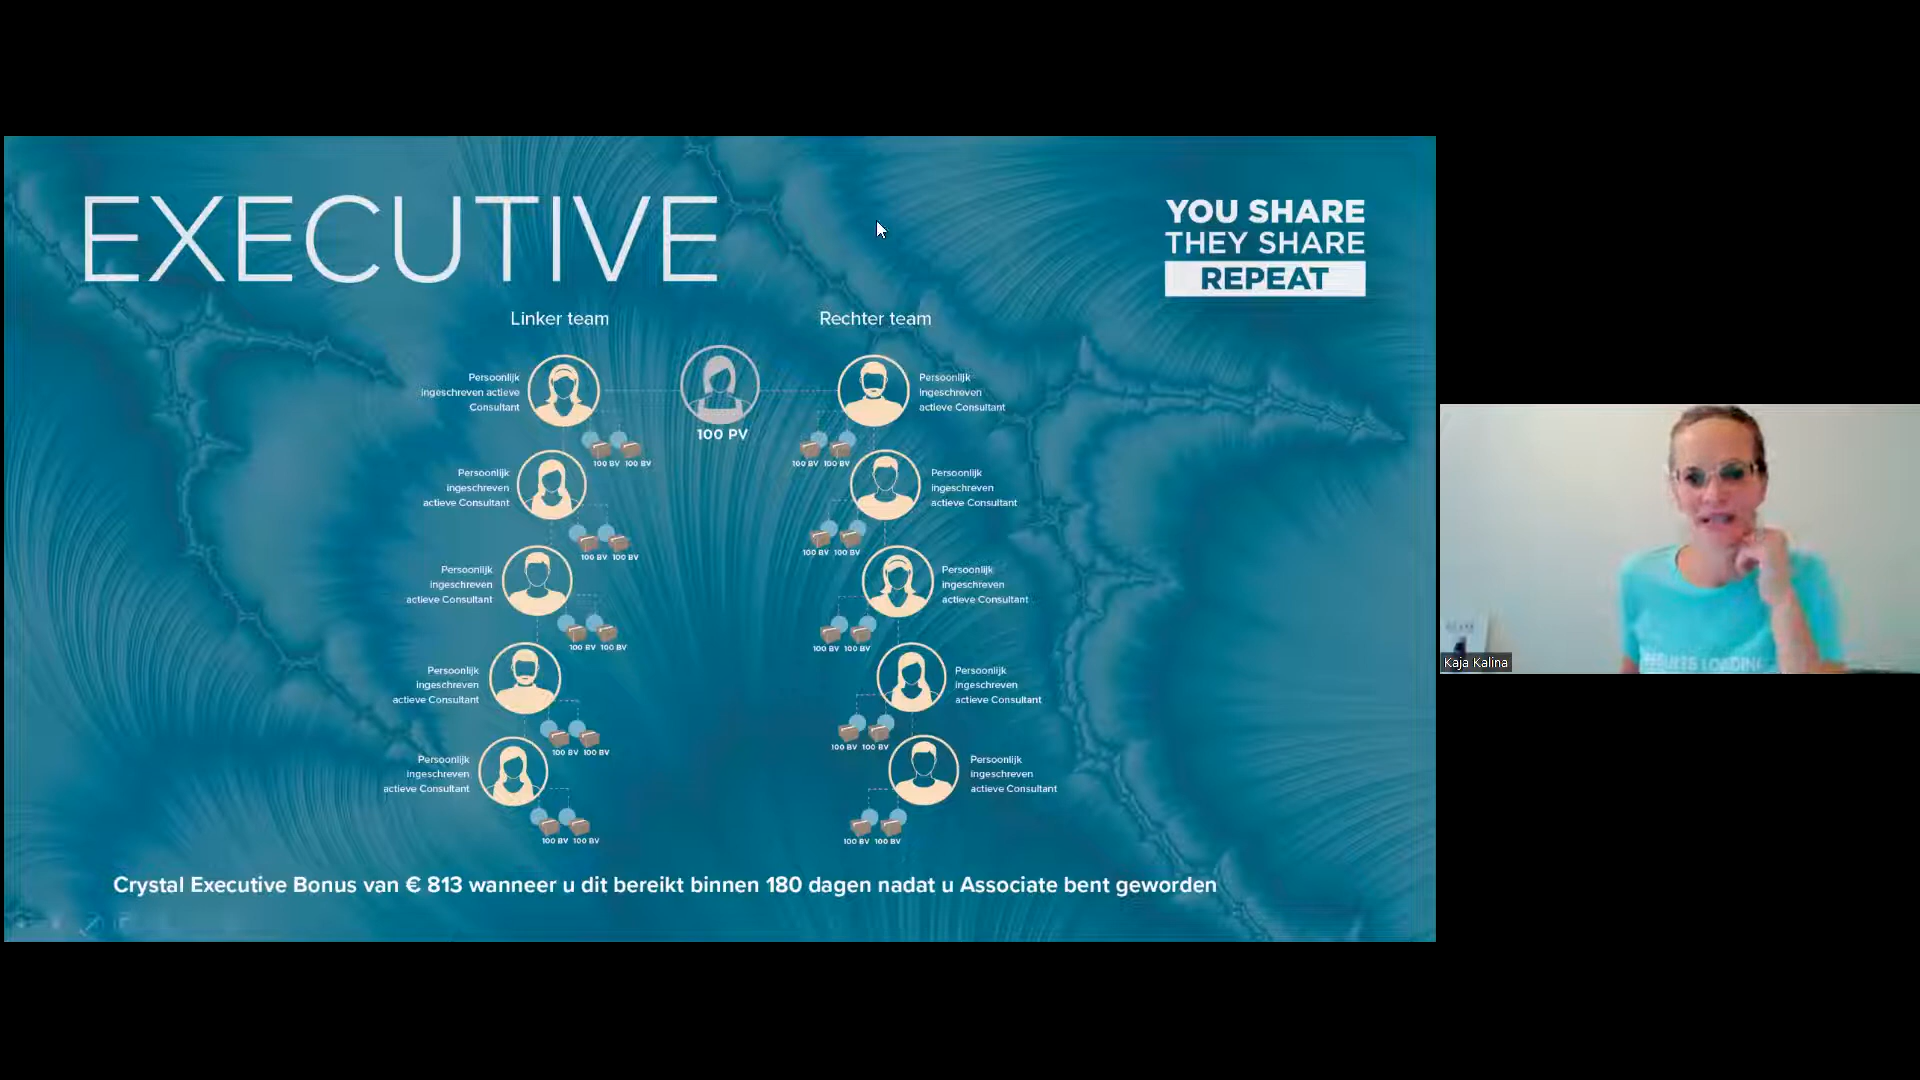 EXECUTIVE
YOU SHARE
THEY SHARE
REPEAT
Linker team
Rechter team
Persoonlijk
ingeschreven actieve
Consultant
100 PV
Persoonlijk
ingeschreven
actieve Consultant
100 BV 100 BV
100 BV 100 BV
Persoonlijk
ingeschreven
actieve Consultant
Persoonlijk
ingeschreven
actieve Consultant
100 BV 100 BV
100 BV 100 BV
Persoonlijk
ingeschreven
actieve Consultant
Persoonlijk
ingeschreven
actieve Consultant
100 BV 100 BV
100 BV 100 BV
Persoonlijk
ingeschreven
actieve Consultant
Persoonlijk
ingeschreven
actieve Consultant
100 BV 100 BV
100 BV 100 BV
Persoonlijk
ingeschreven
actieve Consultant
Persoonlijk
ingeschreven
actieve Consultant
100 BV 100 BV
100 BV 100 BV
Crystal Executive Bonus van € 813 wanneer u dit bereikt binnen 180 dagen nadat u Associate bent geworden
RESULTS LOADING
Kaja Kalina